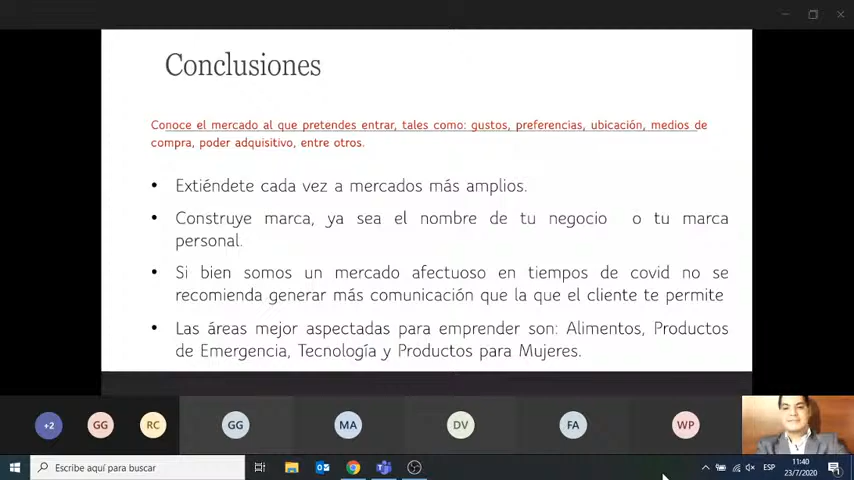 Conclusiones
Conoce el mercado al que pretendes entrar, tales como: gustos, preferencias, ubicación, medios de
compra, poder adquisitivo, entre otros.
• Extiéndete cada vez a mercados más amplios.
• Construye marca, ya sea el nombre de tu negocio o tu marca
personal.
• Si bien somos un mercado afectuoso en tiempos de covid no se
recomienda generar más comunicación que la que el cliente te permite
• Las áreas mejor aspectadas para emprender son: Alimentos, Productos
de Emergencia, Tecnología y Productos para Mujeres.
+2 GG RC GG MA DV FA WP
Escribe aquí para buscar
ESP
11:40
23/7/2020